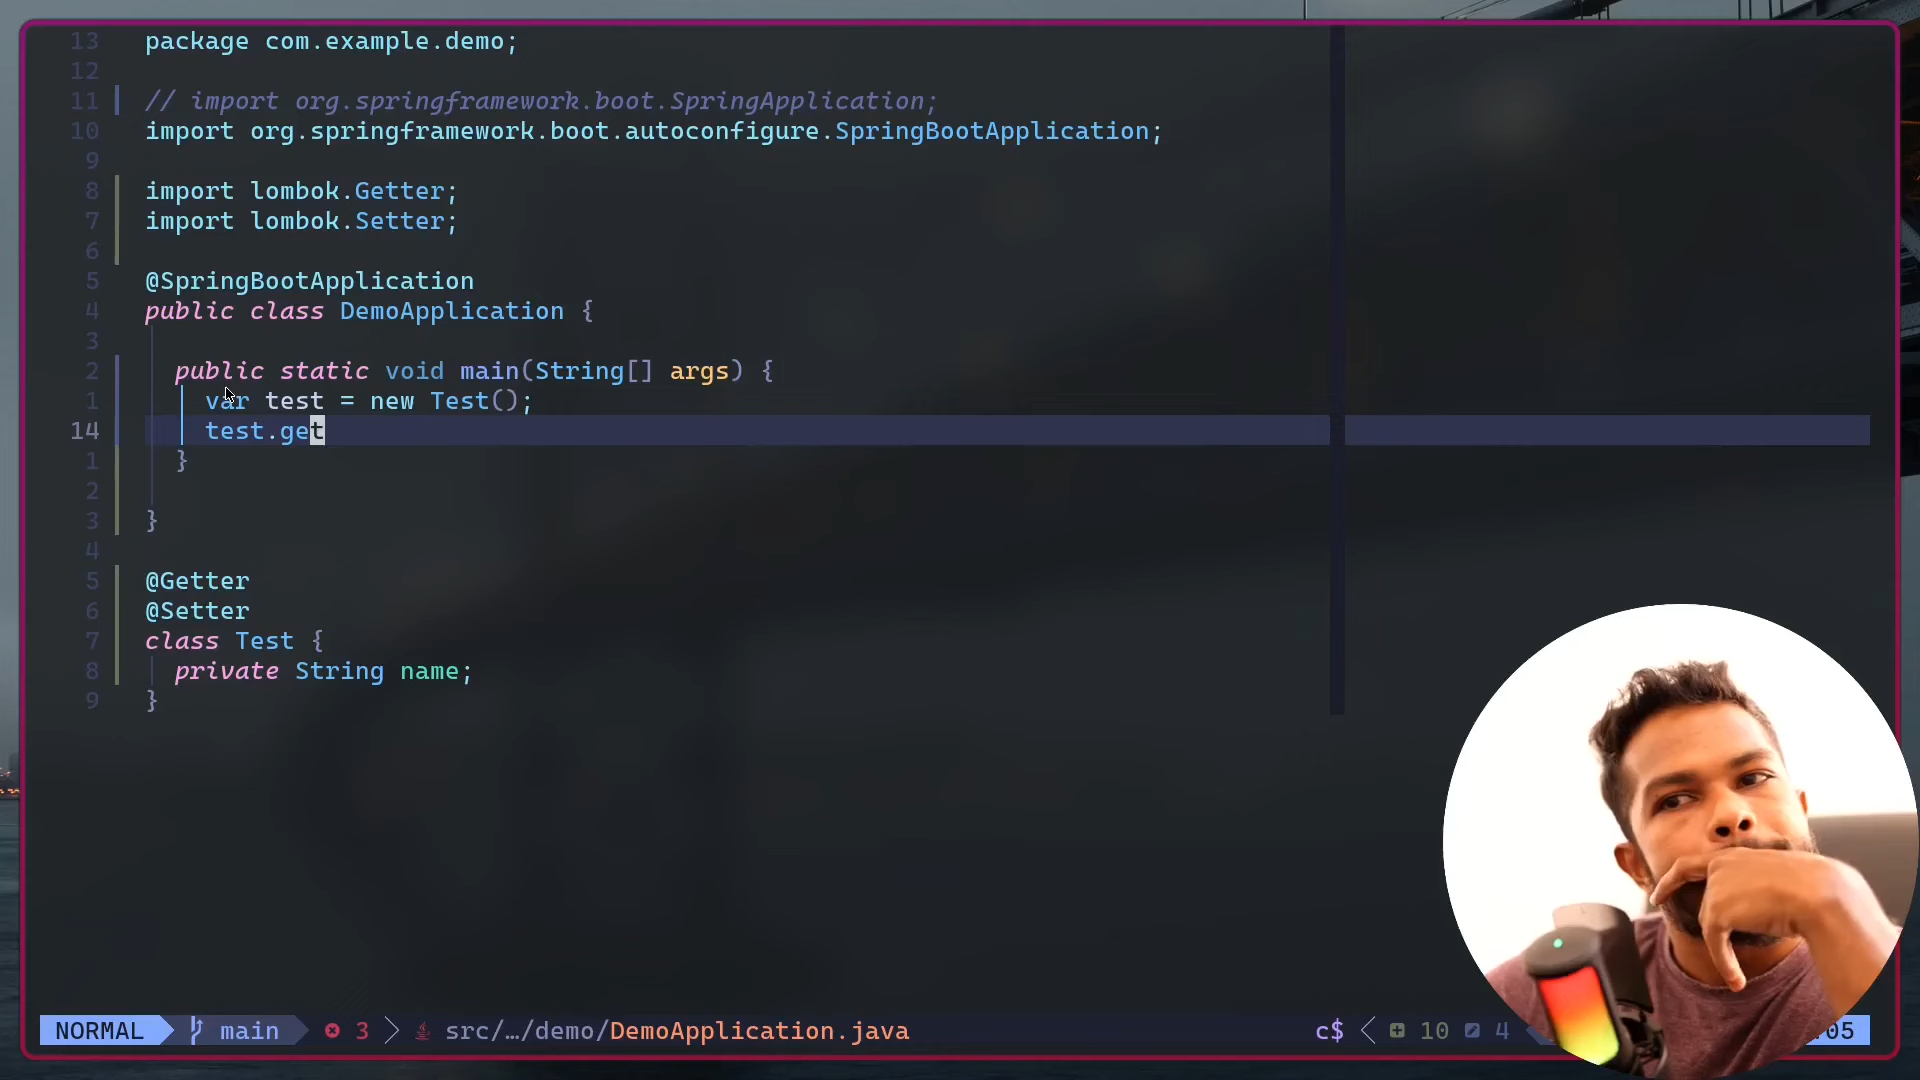 13 package com.example.demo;
12
11 // import org.springframework.boot.SpringApplication;
10 import org.springframework.boot.autoconfigure.SpringBootApplication;
9
8 import lombok.Getter;
7 import lombok.Setter;
6
5 @SpringBootApplication
4 public class DemoApplication {
3
2 public static void main(String[] args) {
1 var test = new Test();
14 test.get
1 }
2
3 }
4
5 @Getter
6 @Setter
7 class Test {
8 private String name;
9 }
NORMAL main 3 src/…/demo/DemoApplication.java c$ 10 4